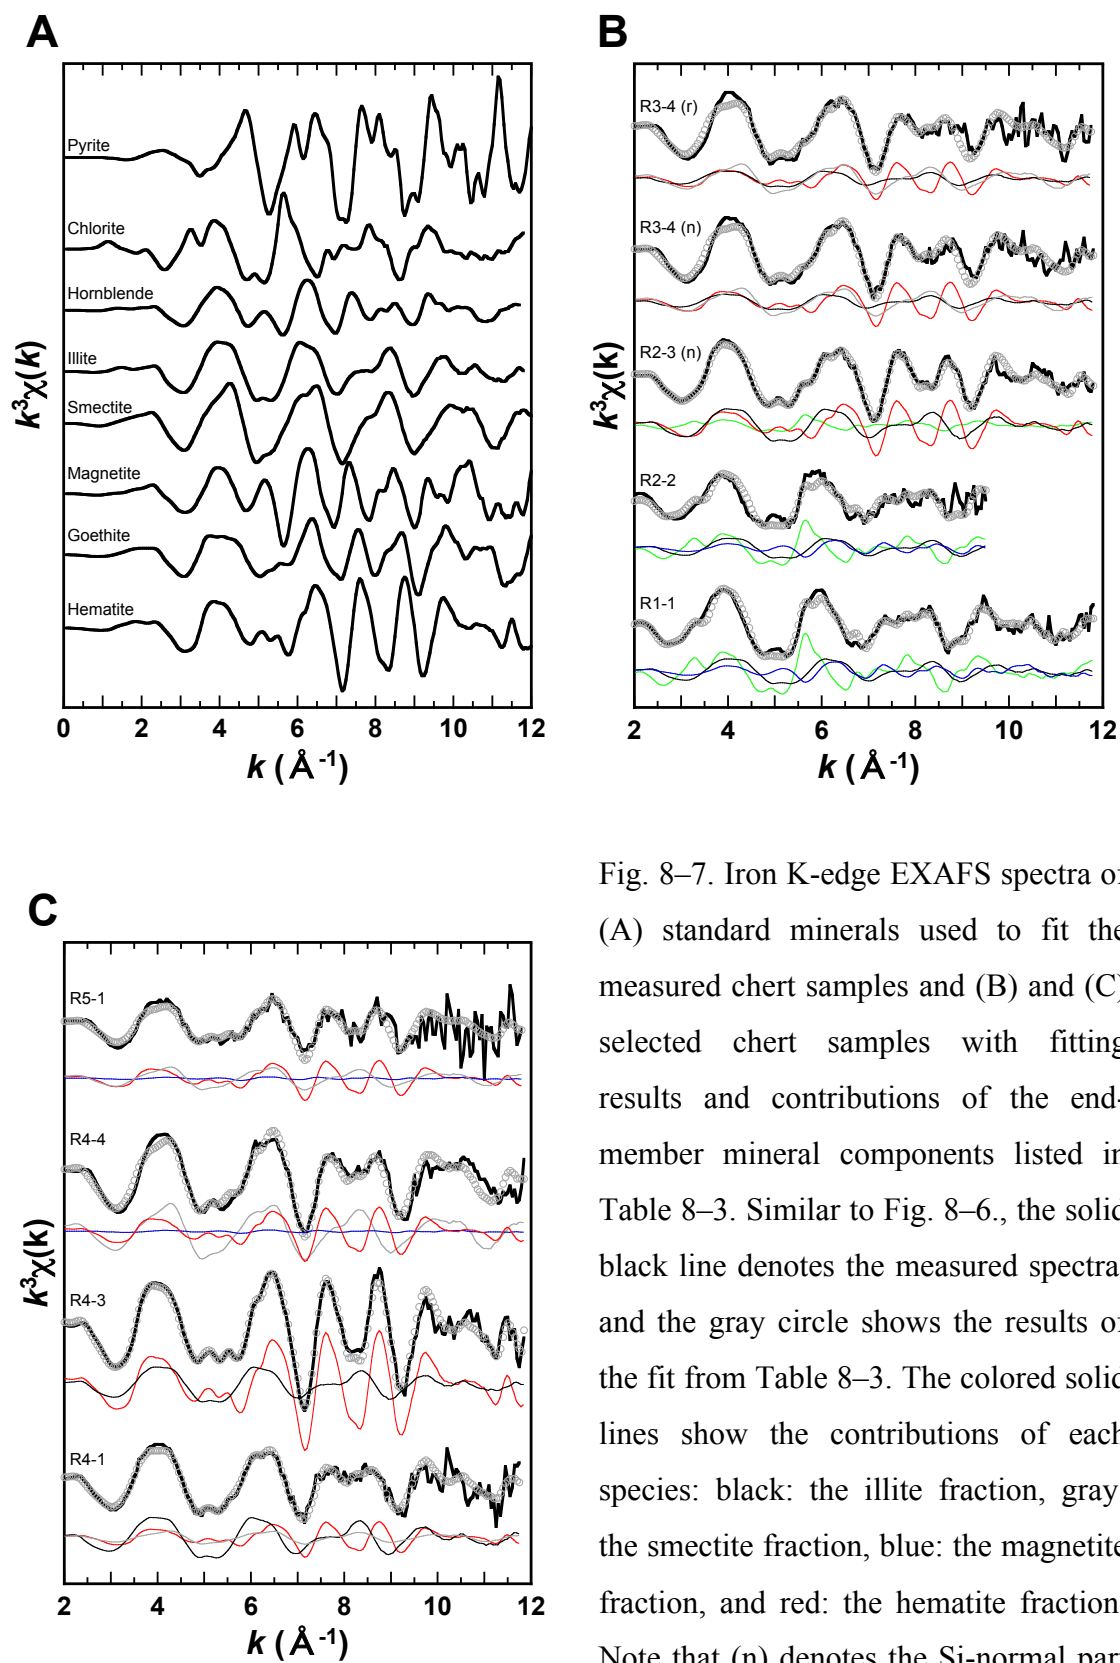 A
Pyrite
Chlorite
Hornblende
Illite
Smectite
Magnetite
Goethite
Hematite
k³χ(k)
0 2 4 6 8 10 12
k (Å⁻¹)
B
R3-4 (r)
R3-4 (n)
R2-3 (n)
R2-2
R1-1
k³χ(k)
2 4 6 8 10 12
k (Å⁻¹)
C
R5-1
R4-4
R4-3
R4-1
k³χ(k)
2 4 6 8 10 12
k (Å⁻¹)
Fig. 8–7. Iron K-edge EXAFS spectra of
(A) standard minerals used to fit the
measured chert samples and (B) and (C)
selected chert samples with fitting
results and contributions of the end-
member mineral components listed in
Table 8–3. Similar to Fig. 8–6., the solid
black line denotes the measured spectra,
and the gray circle shows the results of
the fit from Table 8–3. The colored solid
lines show the contributions of each
species: black: the illite fraction, gray:
the smectite fraction, blue: the magnetite
fraction, and red: the hematite fraction.
Note that (n) denotes the Si-normal part